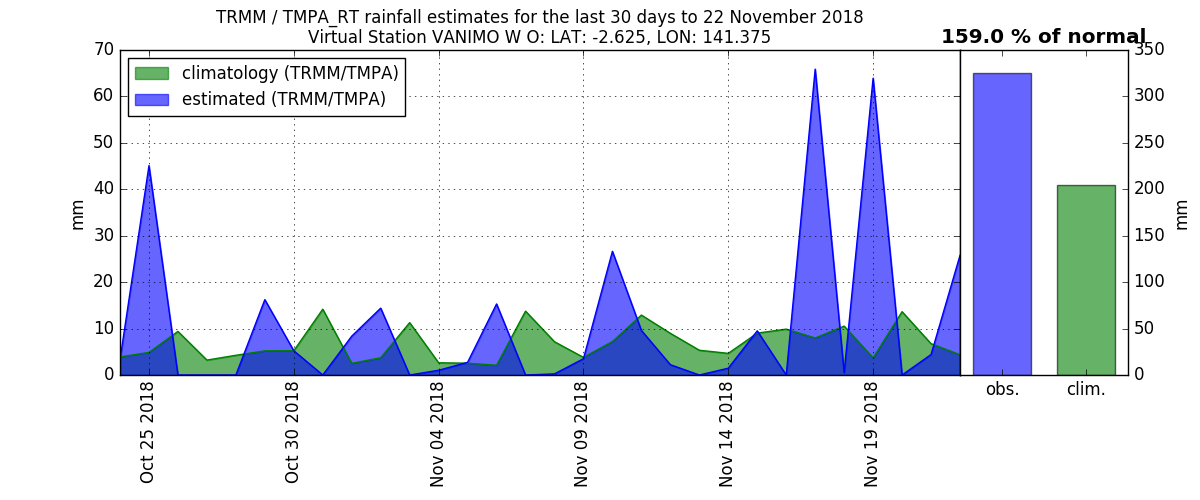 TRMM / TMPA_RT rainfall estimates for the last 30 days to 22 November 2018
Virtual Station VANIMO W O: LAT: -2.625, LON: 141.375
159.0 % of normal
climatology (TRMM/TMPA)
estimated (TRMM/TMPA)
70
60
50
40
30
20
10
0
mm
Oct 25 2018
Oct 30 2018
Nov 04 2018
Nov 09 2018
Nov 14 2018
Nov 19 2018
obs.
clim.
350
300
250
200
150
100
50
0
mm